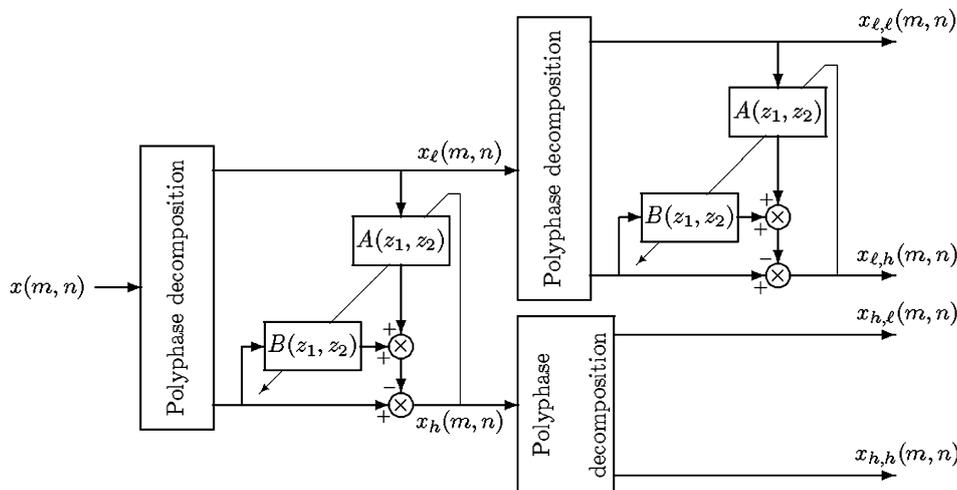 x(m, n)
Polyphase decomposition
x_ℓ(m, n)
A(z_1, z_2)
+
B(z_1, z_2)
+
−
+
x_h(m, n)
Polyphase decomposition
x_{ℓ,ℓ}(m, n)
A(z_1, z_2)
+
B(z_1, z_2)
+
−
+
x_{ℓ,h}(m, n)
Polyphase
decomposition
x_{h,ℓ}(m, n)
x_{h,h}(m, n)